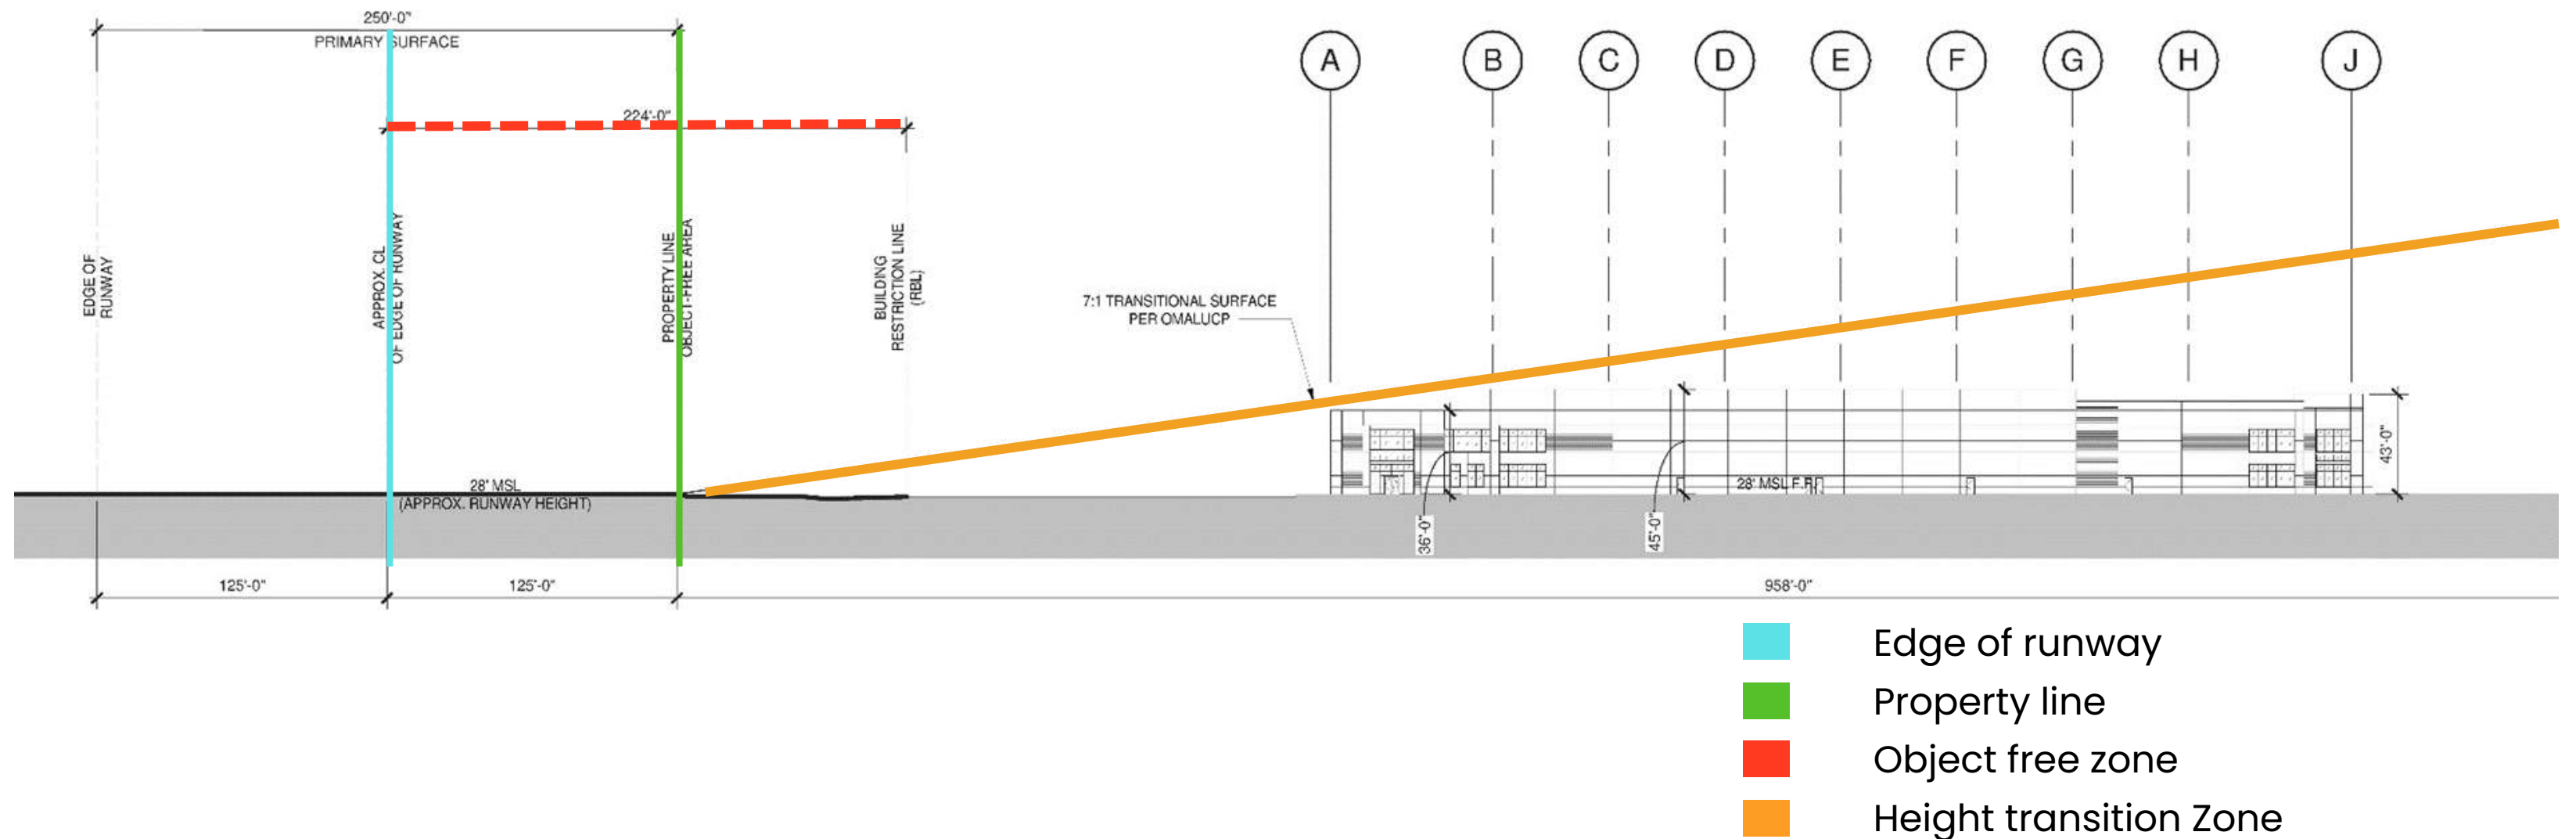 250'-0"
PRIMARY SURFACE
A
B
C
D
E
F
G
H
J
224'-0"
EDGE OF
RUNWAY
APPROX. CL
OF EDGE OF RUNWAY
PROPERTY LINE
OBJECT-FREE AREA
BUILDING
RESTRICTION LINE
(RBL)
7:1 TRANSITIONAL SURFACE
PER OMALUCP
28' MSL
(APPROX. RUNWAY HEIGHT)
28' MSL F.F.
36'-0"
45'-0"
43'-0"
125'-0"
125'-0"
958'-0"
Edge of runway
Property line
Object free zone
Height transition Zone